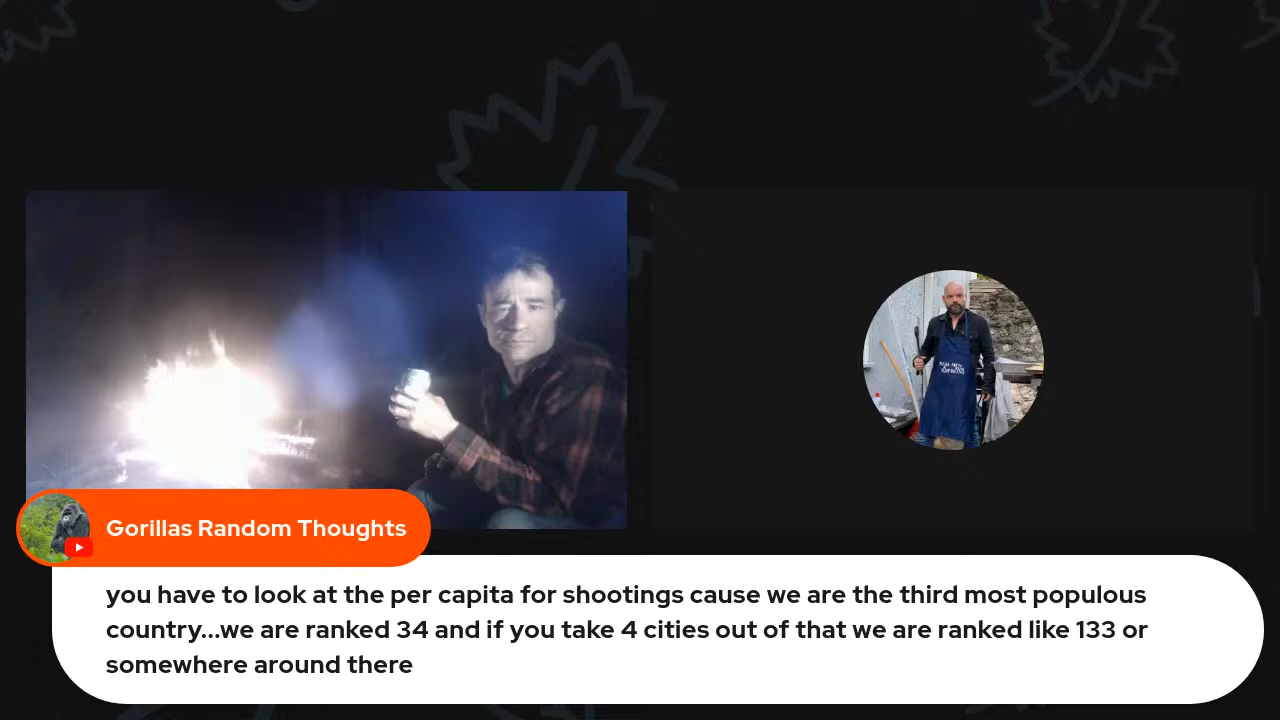 Gorillas Random Thoughts
you have to look at the per capita for shootings cause we are the third most populous
country...we are ranked 34 and if you take 4 cities out of that we are ranked like 133 or
somewhere around there